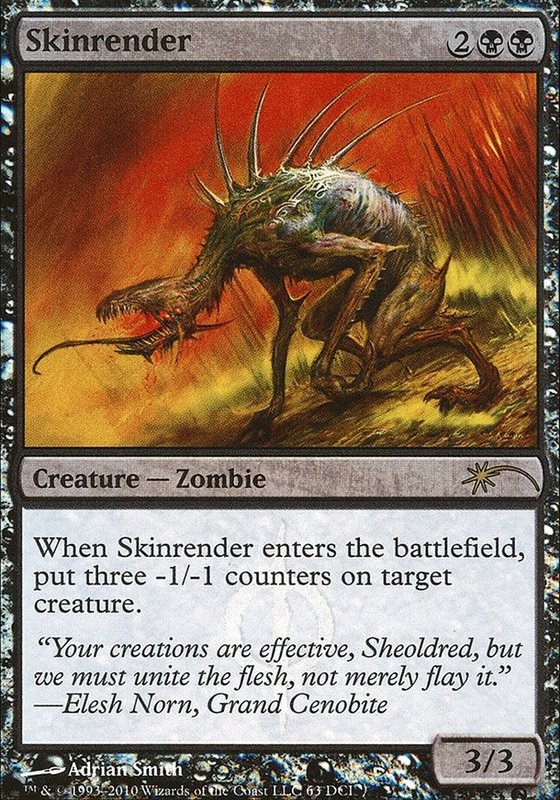 Skinrender 2
Creature — Zombie
When Skinrender enters the battlefield,
put three -1/-1 counters on target
creature.
“Your creations are effective, Sheoldred, but
we must unite the flesh, not merely flay it.”
—Elesh Norn, Grand Cenobite
3/3
Adrian Smith
™ & © 1993-2010 Wizards of the Coast LLC 63 DCI